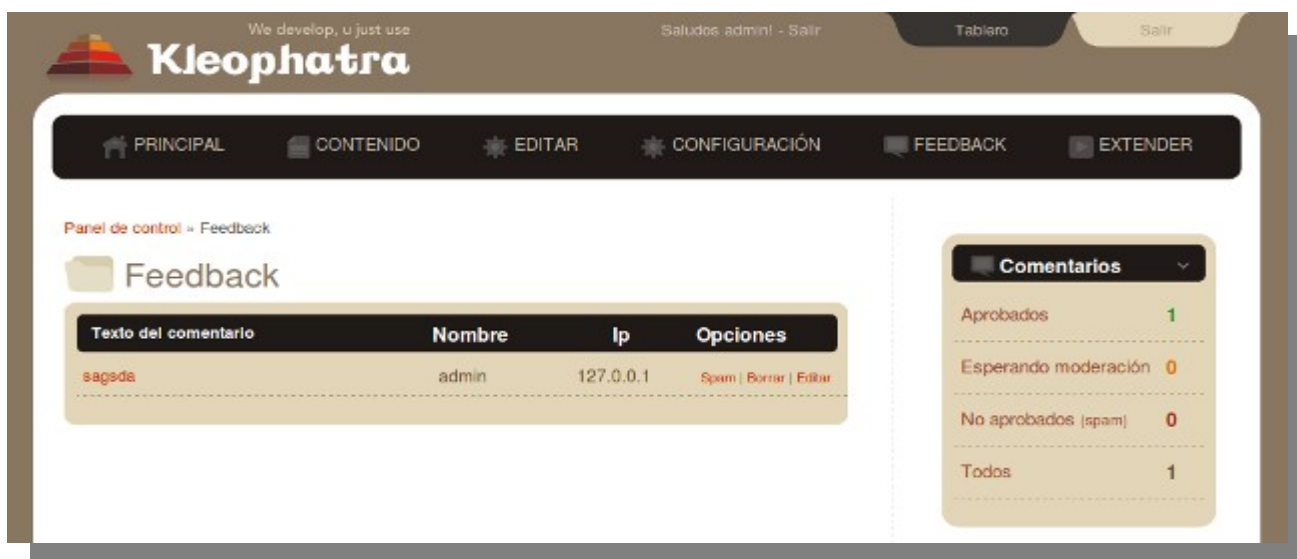 We develop, u just use
Kleophatra
Saludos admin! - Salir
Tablero
Salir
PRINCIPAL
CONTENIDO
EDITAR
CONFIGURACIÓN
FEEDBACK
EXTENDER
Panel de control » Feedback
Feedback
Texto del comentario Nombre Ip Opciones
sagsda admin 127.0.0.1 Spam | Borrar | Editar
Comentarios
Aprobados 1
Esperando moderación 0
No aprobados (spam) 0
Todos 1